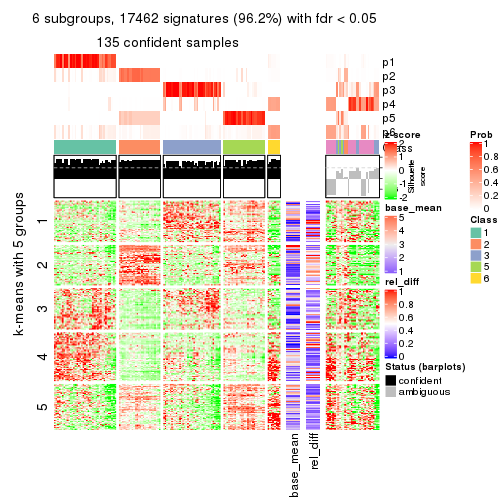 6 subgroups, 17462 signatures (96.2%) with fdr < 0.05
135 confident samples
p1
p2
p3
p4
p5
p6
Class
Silhouette
score
z-score
2
1
0
-1
-2
base_mean
5
4
3
2
1
rel_diff
1
0.8
0.6
0.4
0.2
0
Status (barplots)
confident
ambiguous
Prob
1
0.8
0.6
0.4
0.2
0
Class
1
2
3
5
6
k-means with 5 groups
1
2
3
4
5
base_mean
rel_diff